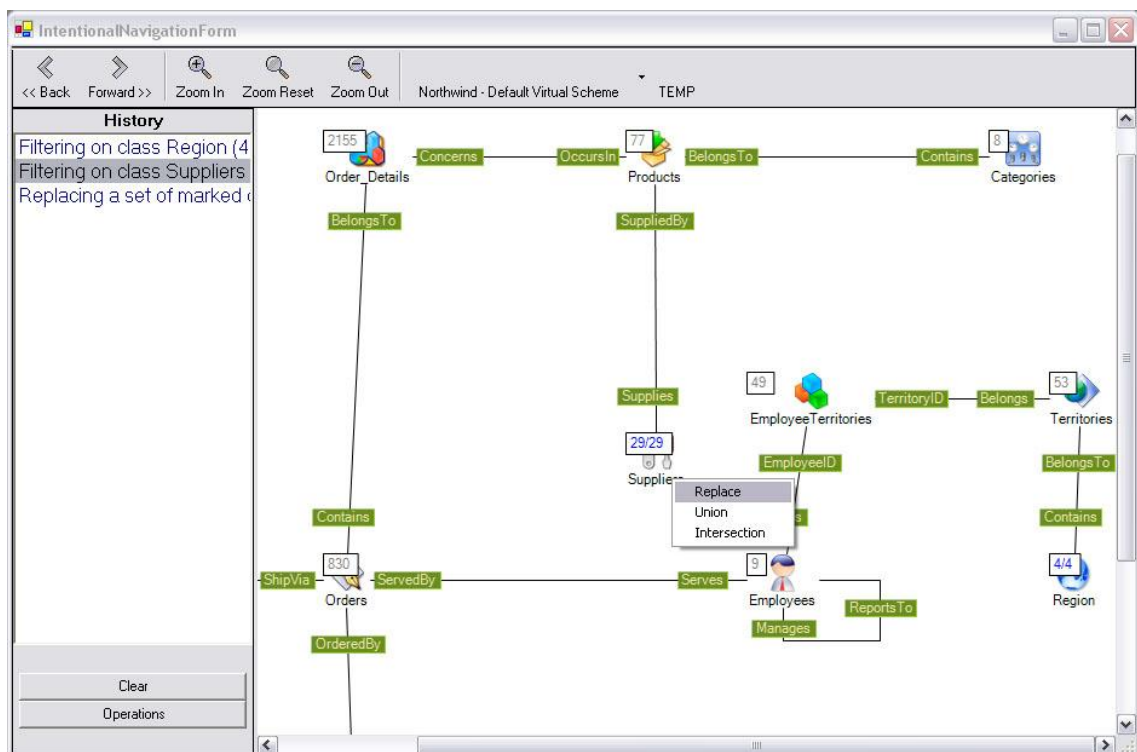 IntentionalNavigationForm
<< Back
Forward >>
Zoom In
Zoom Reset
Zoom Out
Northwind - Default Virtual Scheme
TEMP
History
Filtering on class Region (4
Filtering on class Suppliers
Replacing a set of marked
Clear
Operations
2155
Order_Details
Concerns
OccursIn
77
Products
BelongsTo
Contains
8
Categories
BelongsTo
SuppliedBy
Supplies
49
EmployeeTerritories
TerritoryID
Belongs
53
Territories
29/29
Suppliers
EmployeeID
BelongsTo
Replace
Union
Intersection
Contains
Contains
ShipVia
830
Orders
ServedBy
Serves
9
Employees
ReportsTo
Manages
4/4
Region
OrderedBy